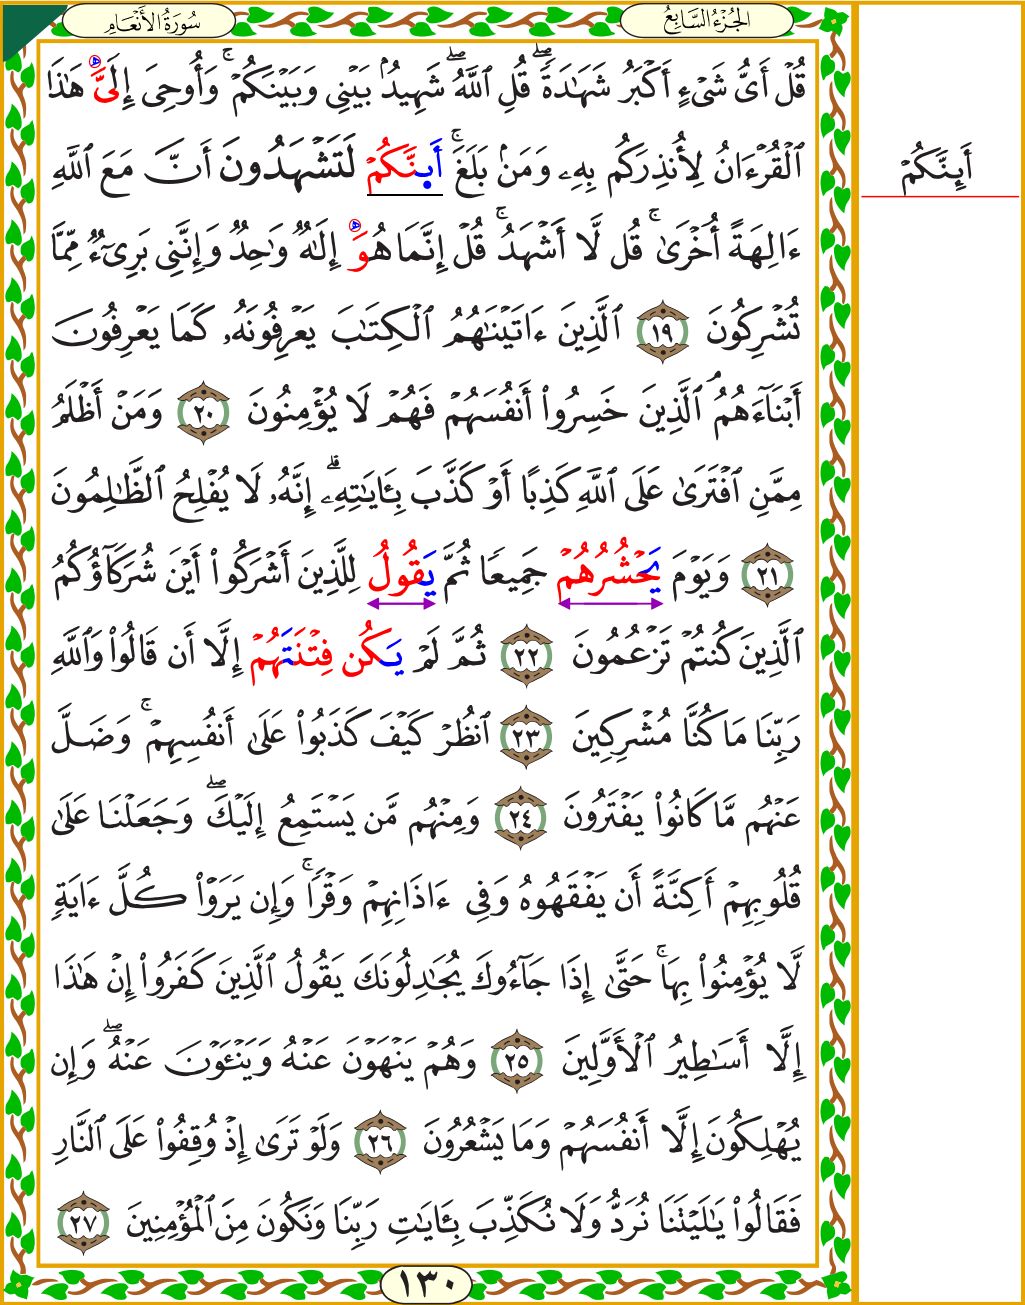 الجُزْءُ السَّابِعُ
سُورَةُ الأَنْعَامِ
قُلْ أَىُّ شَىْءٍ أَكْبَرُ شَهَٰدَةًۖ قُلِ ٱللَّهُۖ شَهِيدُۢ بَيْنِى وَبَيْنَكُمْۚ وَأُوحِىَ إِلَىَّهْ هَٰذَا
ٱلْقُرْءَانُ لِأُنذِرَكُم بِهِۦ وَمَنۢ بَلَغَۚ أَىِٕنَّكُمْ لَتَشْهَدُونَ أَنَّ مَعَ ٱللَّهِ
أَىِٕنَّكُمْ
ءَالِهَةً أُخْرَىٰۚ قُل لَّا أَشْهَدُۚ قُلْ إِنَّمَا هُوَهْ إِلَٰهٌ وَٰحِدٌ وَإِنَّنِى بَرِىٓءٌ مِّمَّا
تُشْرِكُونَ ١٩ ٱلَّذِينَ ءَاتَيْنَٰهُمُ ٱلْكِتَٰبَ يَعْرِفُونَهُۥ كَمَا يَعْرِفُونَ
أَبْنَآءَهُمُۘ ٱلَّذِينَ خَسِرُوا۟ أَنفُسَهُمْ فَهُمْ لَا يُؤْمِنُونَ ٢٠ وَمَنْ أَظْلَمُ
مِمَّنِ ٱفْتَرَىٰ عَلَى ٱللَّهِ كَذِبًا أَوْ كَذَّبَ بِـَٔايَٰتِهِۦۗ إِنَّهُۥ لَا يُفْلِحُ ٱلظَّٰلِمُونَ
٢١ وَيَوْمَ يَحْشُرُهُمْ جَمِيعًا ثُمَّ يَقُولُ لِلَّذِينَ أَشْرَكُوا۟ أَيْنَ شُرَكَآؤُكُمُ
ٱلَّذِينَ كُنتُمْ تَزْعُمُونَ ٢٢ ثُمَّ لَمْ يَكُن فِتْنَتَهُمْ إِلَّا أَن قَالُوا۟ وَٱللَّهِ
رَبِّنَا مَا كُنَّا مُشْرِكِينَ ٢٣ ٱنظُرْ كَيْفَ كَذَبُوا۟ عَلَىٰ أَنفُسِهِمْۚ وَضَلَّ
عَنْهُم مَّا كَانُوا۟ يَفْتَرُونَ ٢٤ وَمِنْهُم مَّن يَسْتَمِعُ إِلَيْكَۖ وَجَعَلْنَا عَلَىٰ
قُلُوبِهِمْ أَكِنَّةً أَن يَفْقَهُوهُ وَفِى ءَاذَانِهِمْ وَقْرًاۚ وَإِن يَرَوْا۟ كُلَّ ءَايَةٍ
لَّا يُؤْمِنُوا۟ بِهَاۚ حَتَّىٰ إِذَا جَآءُوكَ يُجَٰدِلُونَكَ يَقُولُ ٱلَّذِينَ كَفَرُوا۟ إِنْ هَٰذَا
إِلَّا أَسَٰطِيرُ ٱلْأَوَّلِينَ ٢٥ وَهُمْ يَنْهَوْنَ عَنْهُ وَيَنْـَٔوْنَ عَنْهُۖ وَإِن
يُهْلِكُونَ إِلَّا أَنفُسَهُمْ وَمَا يَشْعُرُونَ ٢٦ وَلَوْ تَرَىٰ إِذْ وُقِفُوا۟ عَلَى ٱلنَّارِ
فَقَالُوا۟ يَٰلَيْتَنَا نُرَدُّ وَلَا نُكَذِّبَ بِـَٔايَٰتِ رَبِّنَا وَنَكُونَ مِنَ ٱلْمُؤْمِنِينَ ٢٧
١٣٠